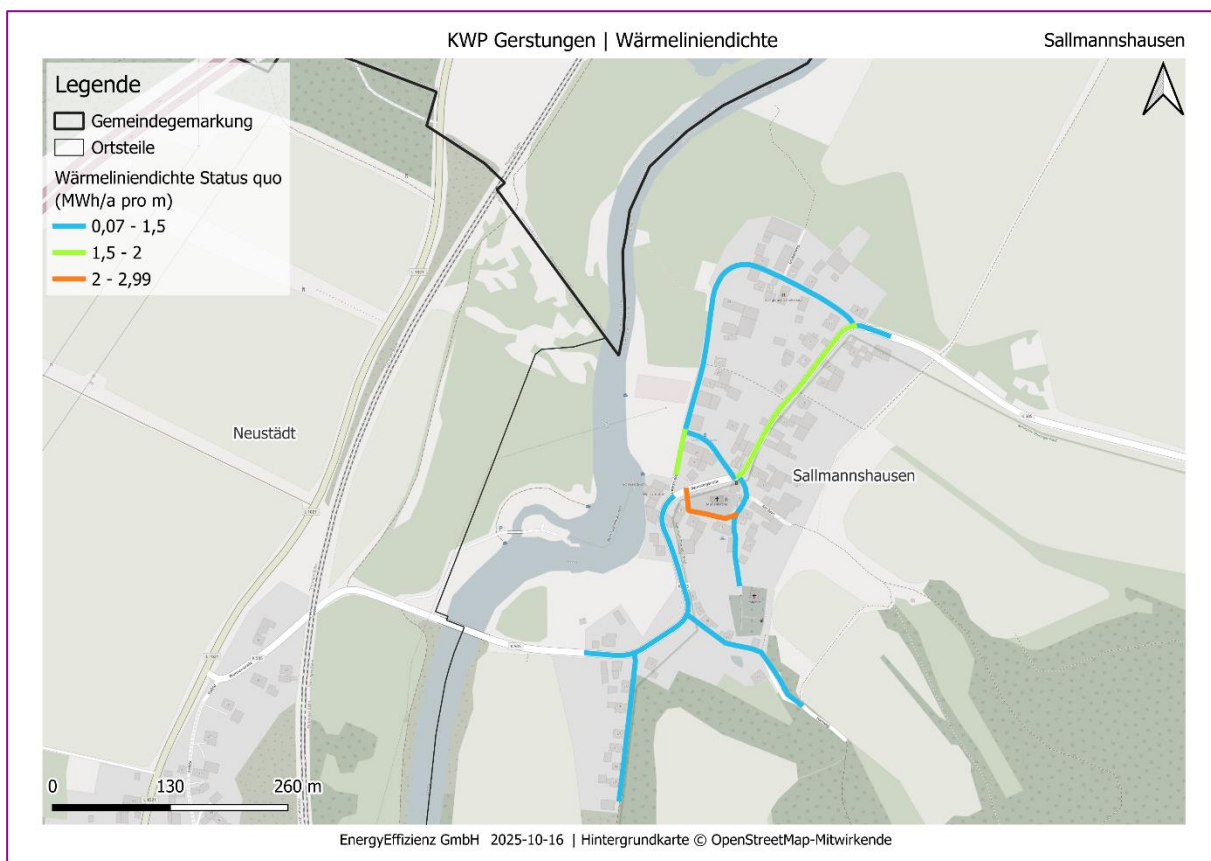 KWP Gerstungen | Wärmeliniendichte
Sallmannshausen
Legende
Gemeindegemarkung
Ortsteile
Wärmeliniendichte Status quo
(MWh/a pro m)
0,07 - 1,5
1,5 - 2
2 - 2,99
Neustädt
Sallmannshausen
0 130 260 m
EnergyEffizienz GmbH 2025-10-16 | Hintergrundkarte © OpenStreetMap-Mitwirkende